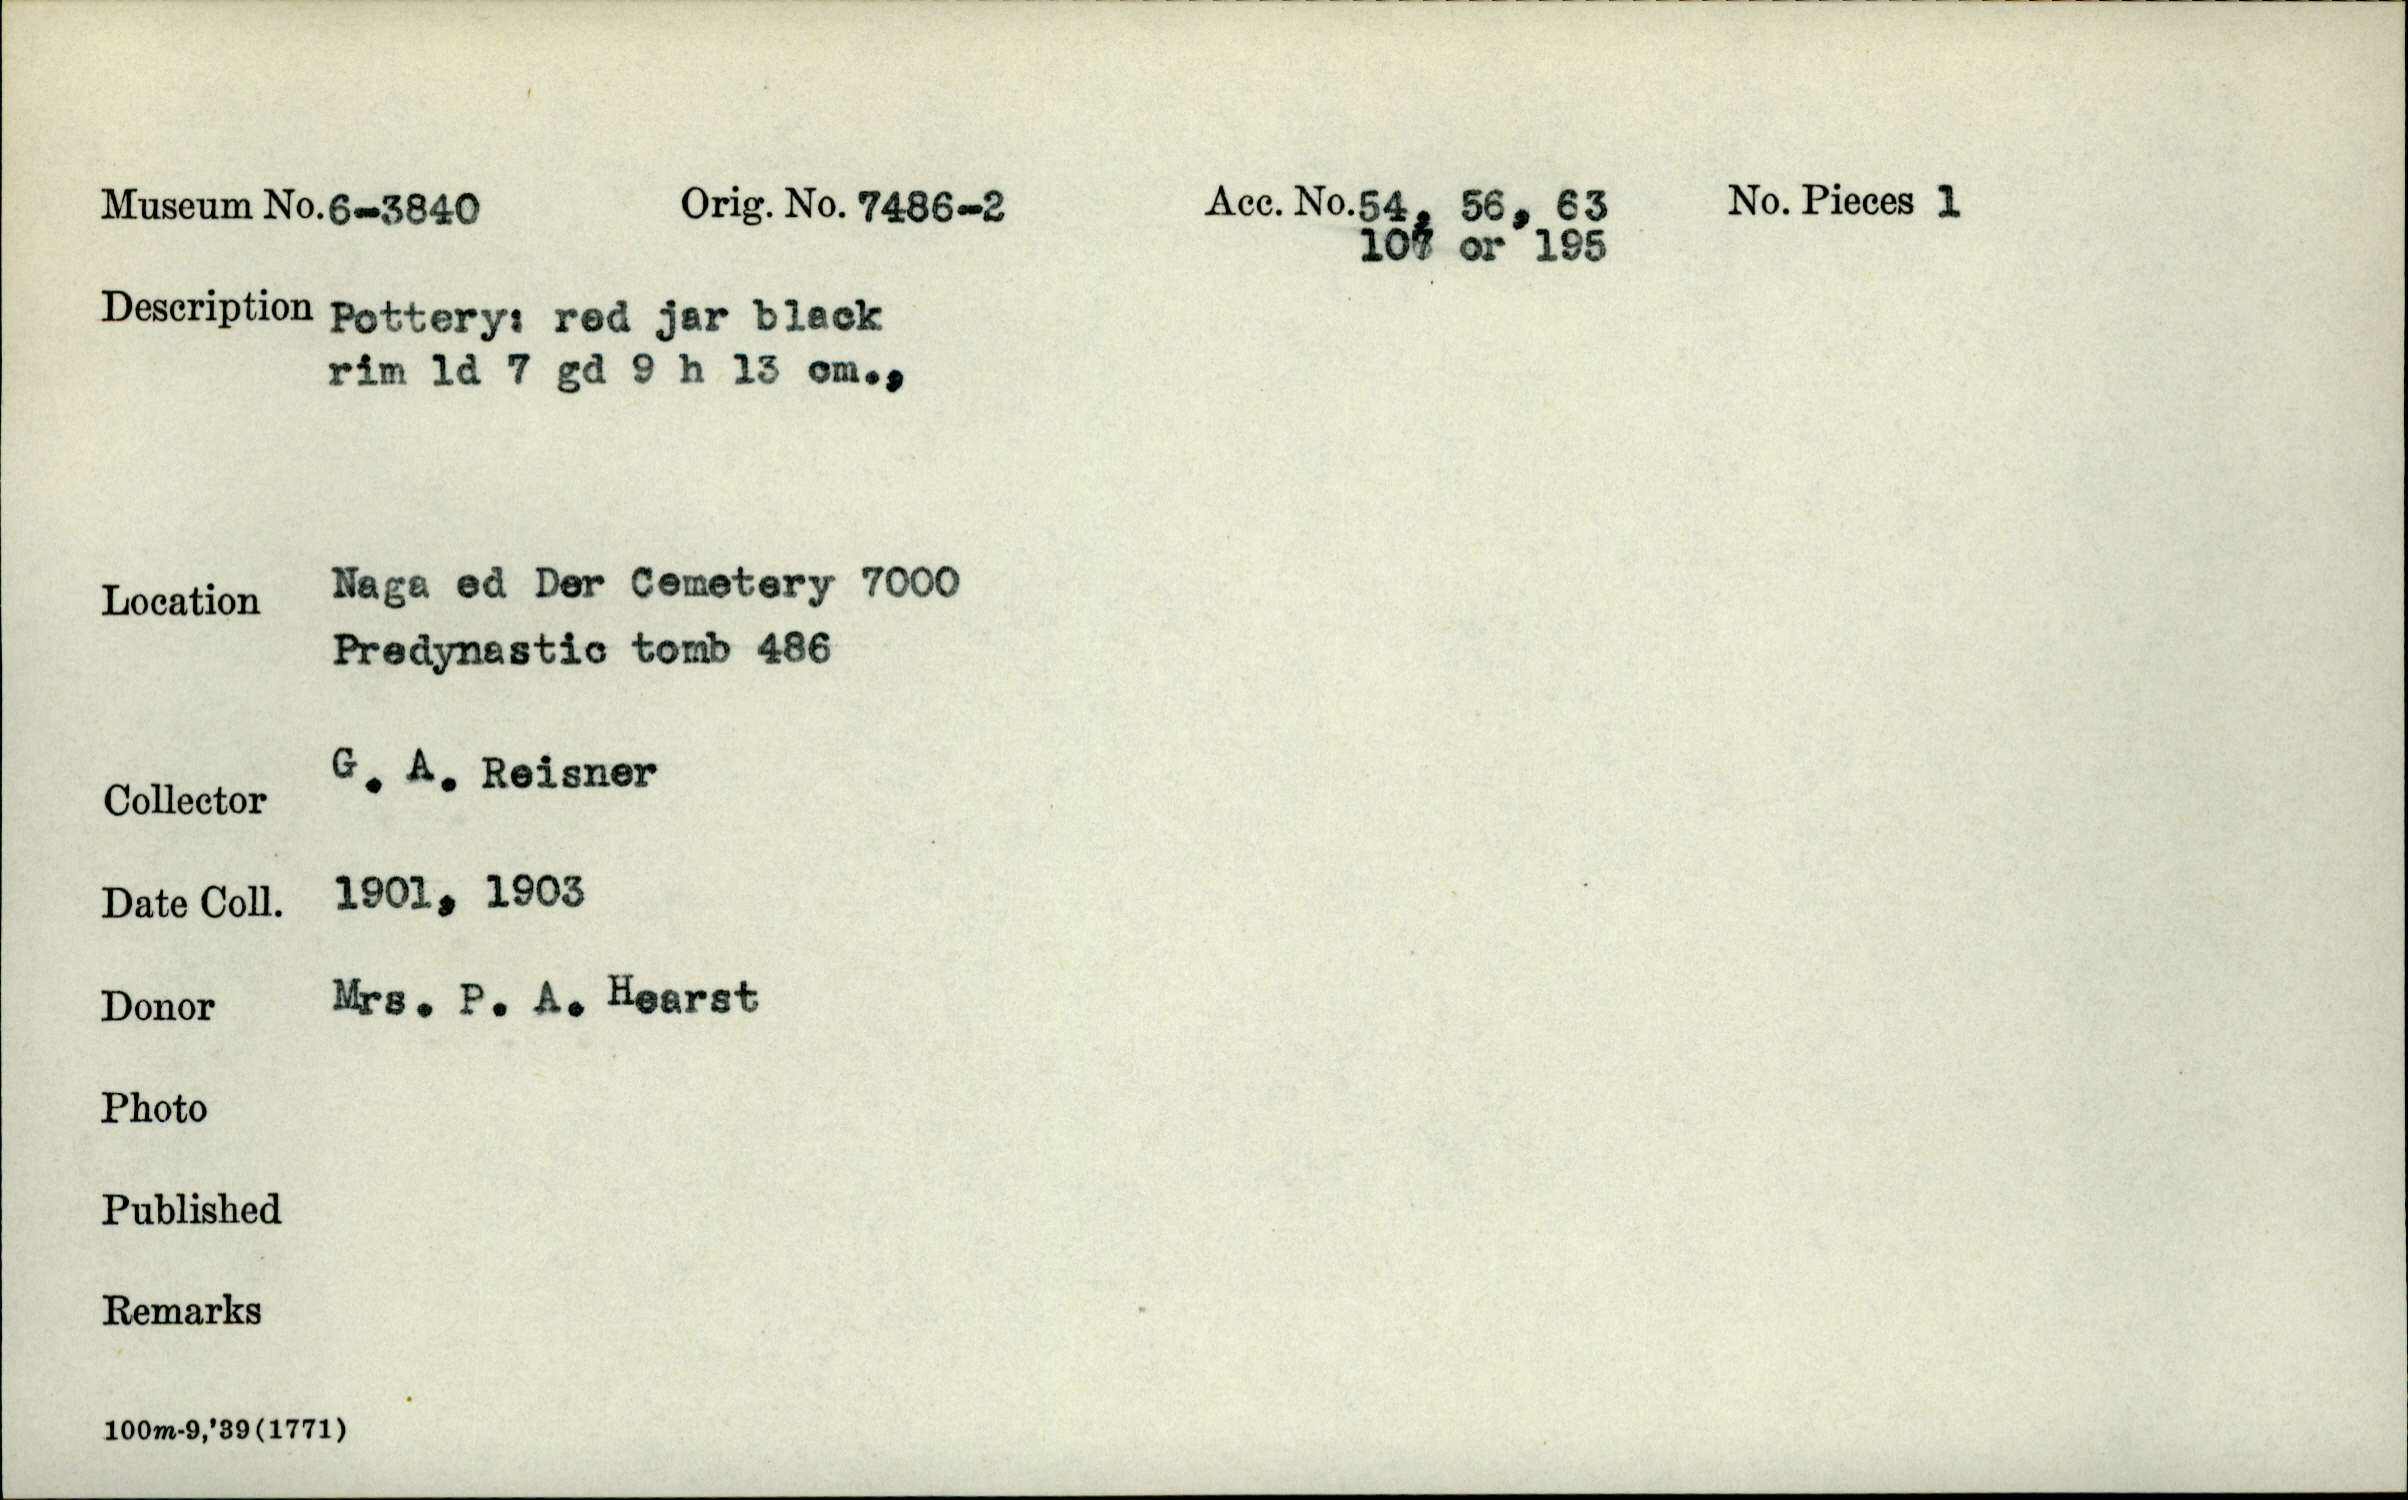 Museum No. 6-3840 Orig. No. 7486-2 Acc. No. 54, 56, 63 No. Pieces 1
107 or 195
Description Pottery: red jar black
rim ld 7 gd 9 h 13 cm.,
Location Naga ed Der Cemetery 7000
Predynastic tomb 486
Collector G. A. Reisner
Date Coll. 1901, 1903
Donor Mrs. P. A. Hearst
Photo
Published
Remarks
100m-9,'39(1771)